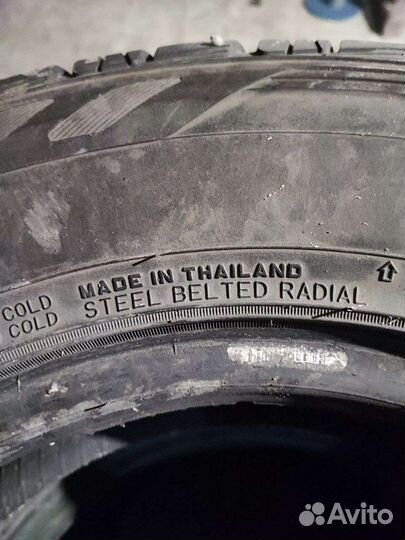 COLD MADE IN THAILAND
COLD STEEL BELTED RADIAL
Avito